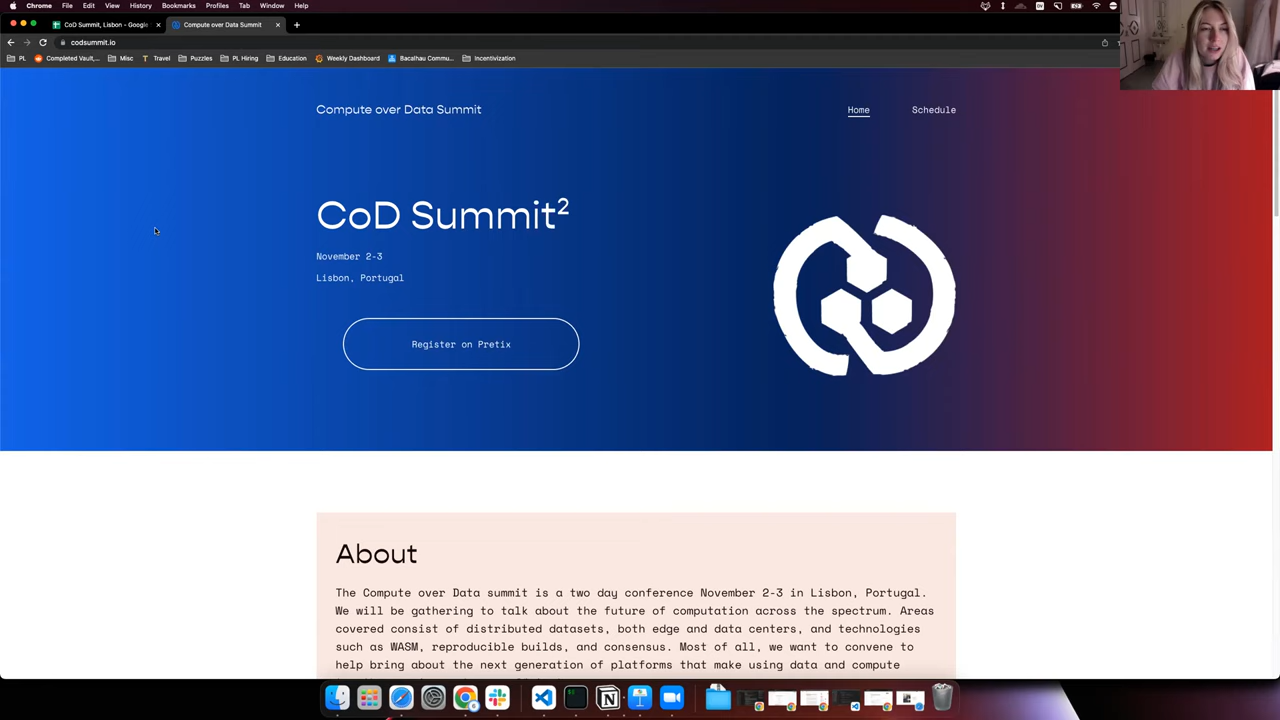 Chrome File Edit View History Bookmarks Profiles Tab Window Help
CoD Summit, Lisbon - Google
Compute over Data Summit
codsummit.io
PL
Completed Vault,...
Misc
Travel
Puzzles
PL Hiring
Education
Weekly Dashboard
Bacalhau Commu...
Incentivization
Compute over Data Summit
Home
Schedule
CoD Summit²
November 2-3
Lisbon, Portugal
Register on Pretix
About
The Compute over Data summit is a two day conference November 2-3 in Lisbon, Portugal.
We will be gathering to talk about the future of computation across the spectrum. Areas
covered consist of distributed datasets, both edge and data centers, and technologies
such as WASM, reproducible builds, and consensus. Most of all, we want to convene to
help bring about the next generation of platforms that make using data and compute